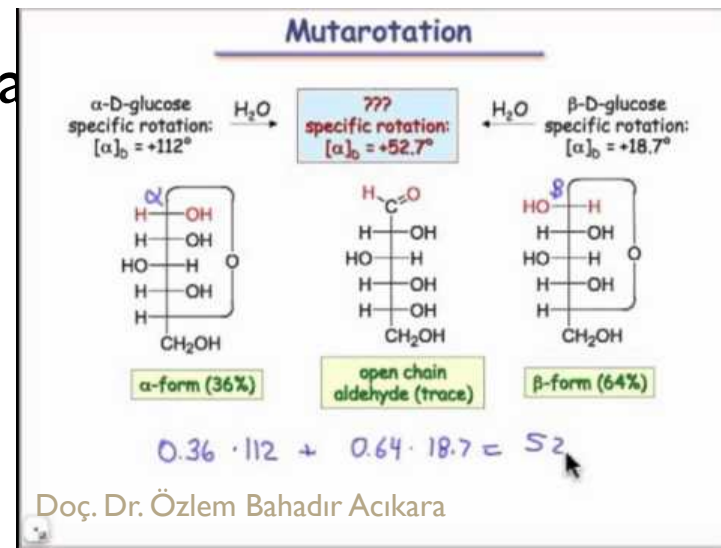 a
Mutarotation
α-D-glucose
specific rotation:
[α]D = +112°
H₂O
???
specific rotation:
[α]D = +52.7°
H₂O
β-D-glucose
specific rotation:
[α]D = +18.7°
α
H OH
H OH
HO H O
H OH
H
CH₂OH
H C=O
H OH
HO H
H OH
H OH
CH₂OH
β
HO H
H OH
HO H O
H OH
H
CH₂OH
α-form (36%)
open chain
aldehyde (trace)
β-form (64%)
0.36 · 112 + 0.64 · 18.7 = 52
Doç. Dr. Özlem Bahadır Acıkara